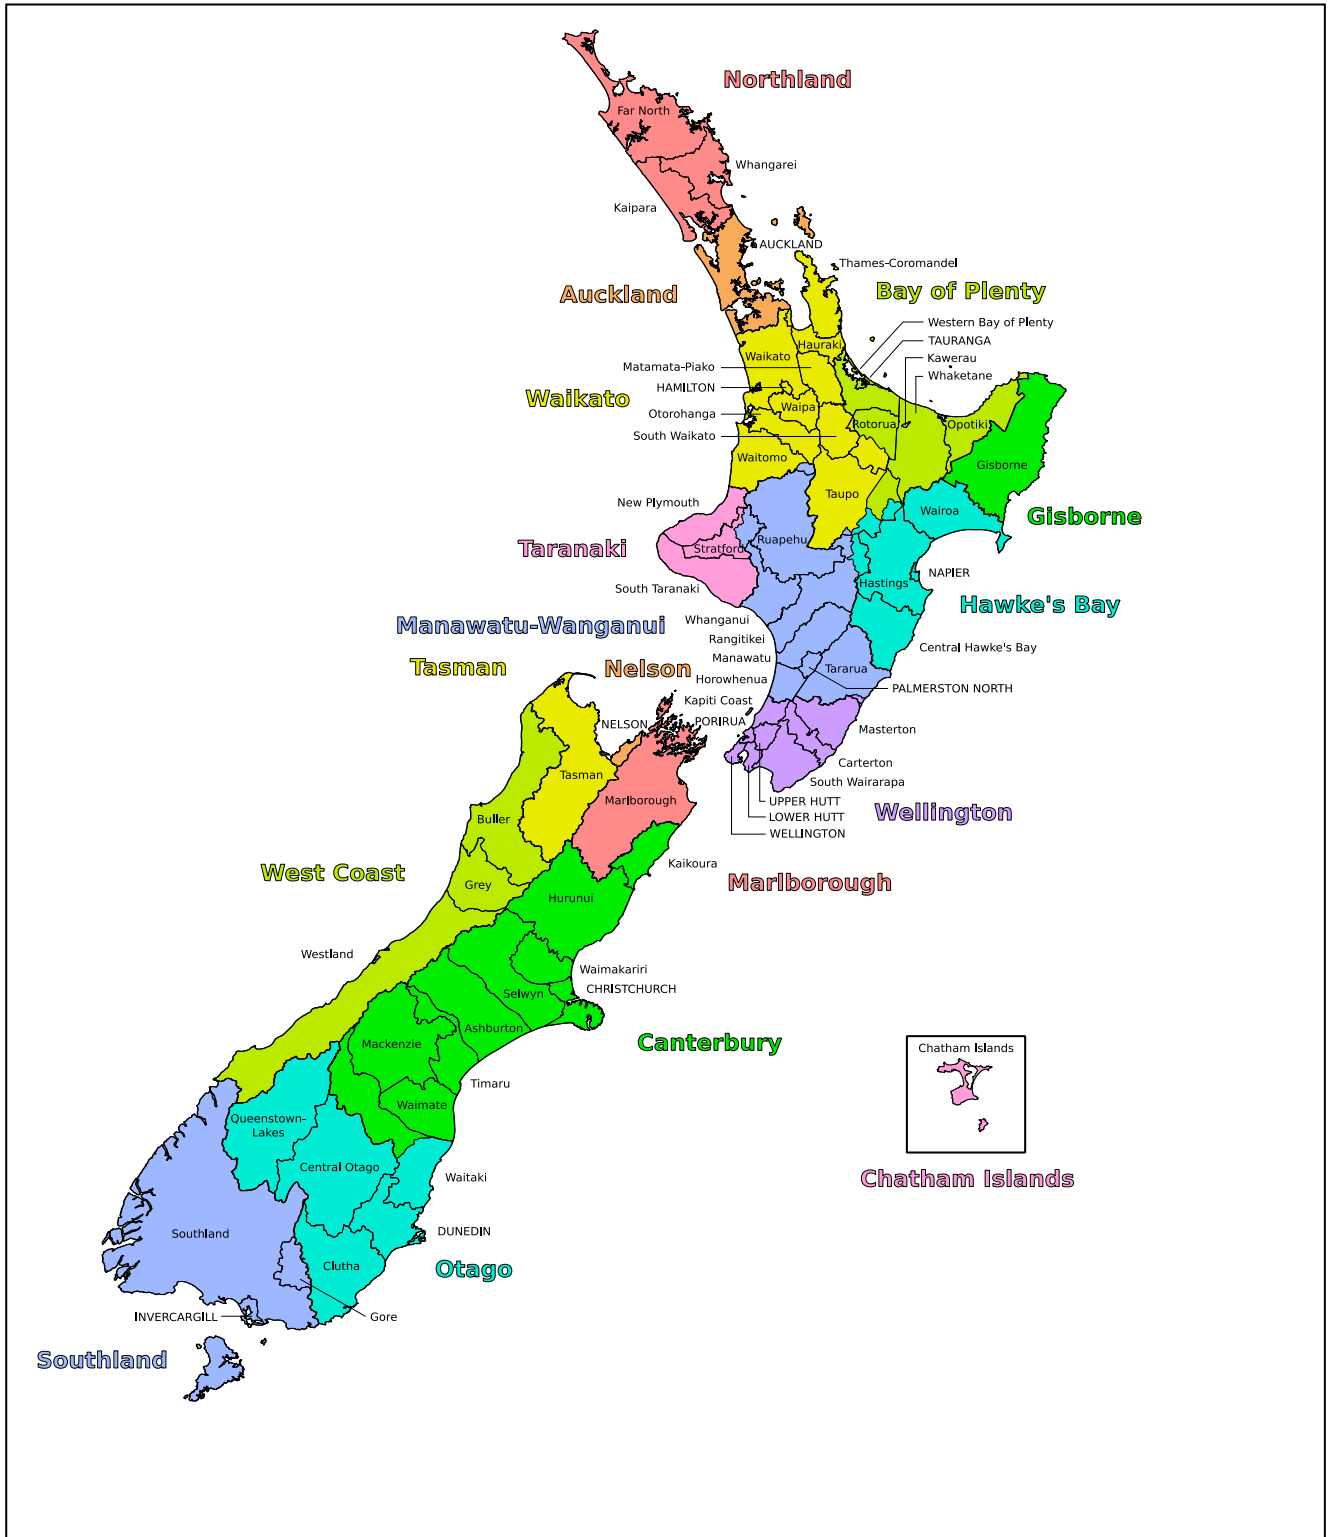 Northland
Far North
Whangarei
Kaipara
AUCKLAND
Thames-Coromandel
Auckland
Bay of Plenty
Western Bay of Plenty
TAURANGA
Hauraki
Waikato
Kawerau
Matamata-Piako
Whaketane
HAMILTON
Waikato
Waipa
Otorohanga
Rotorua
Opotiki
South Waikato
Waitomo
Gisborne
Taupo
New Plymouth
Wairoa
Gisborne
Ruapehu
Taranaki
Stratford
NAPIER
Hastings
South Taranaki
Hawke's Bay
Whanganui
Manawatu-Wanganui
Rangitikei
Central Hawke's Bay
Manawatu
Tasman
Nelson
Tararua
Horowhenua
PALMERSTON NORTH
Kapiti Coast
NELSON
PORIRUA
Masterton
Carterton
Tasman
South Wairarapa
Marlborough
UPPER HUTT
Wellington
LOWER HUTT
Buller
WELLINGTON
Kaikoura
West Coast
Marlborough
Grey
Hurunui
Westland
Waimakariri
CHRISTCHURCH
Selwyn
Ashburton
Canterbury
Mackenzie
Chatham Islands
Timaru
Waimate
Queenstown-
Lakes
Central Otago
Waitaki
Chatham Islands
Southland
DUNEDIN
Clutha
Otago
INVERCARGILL
Gore
Southland